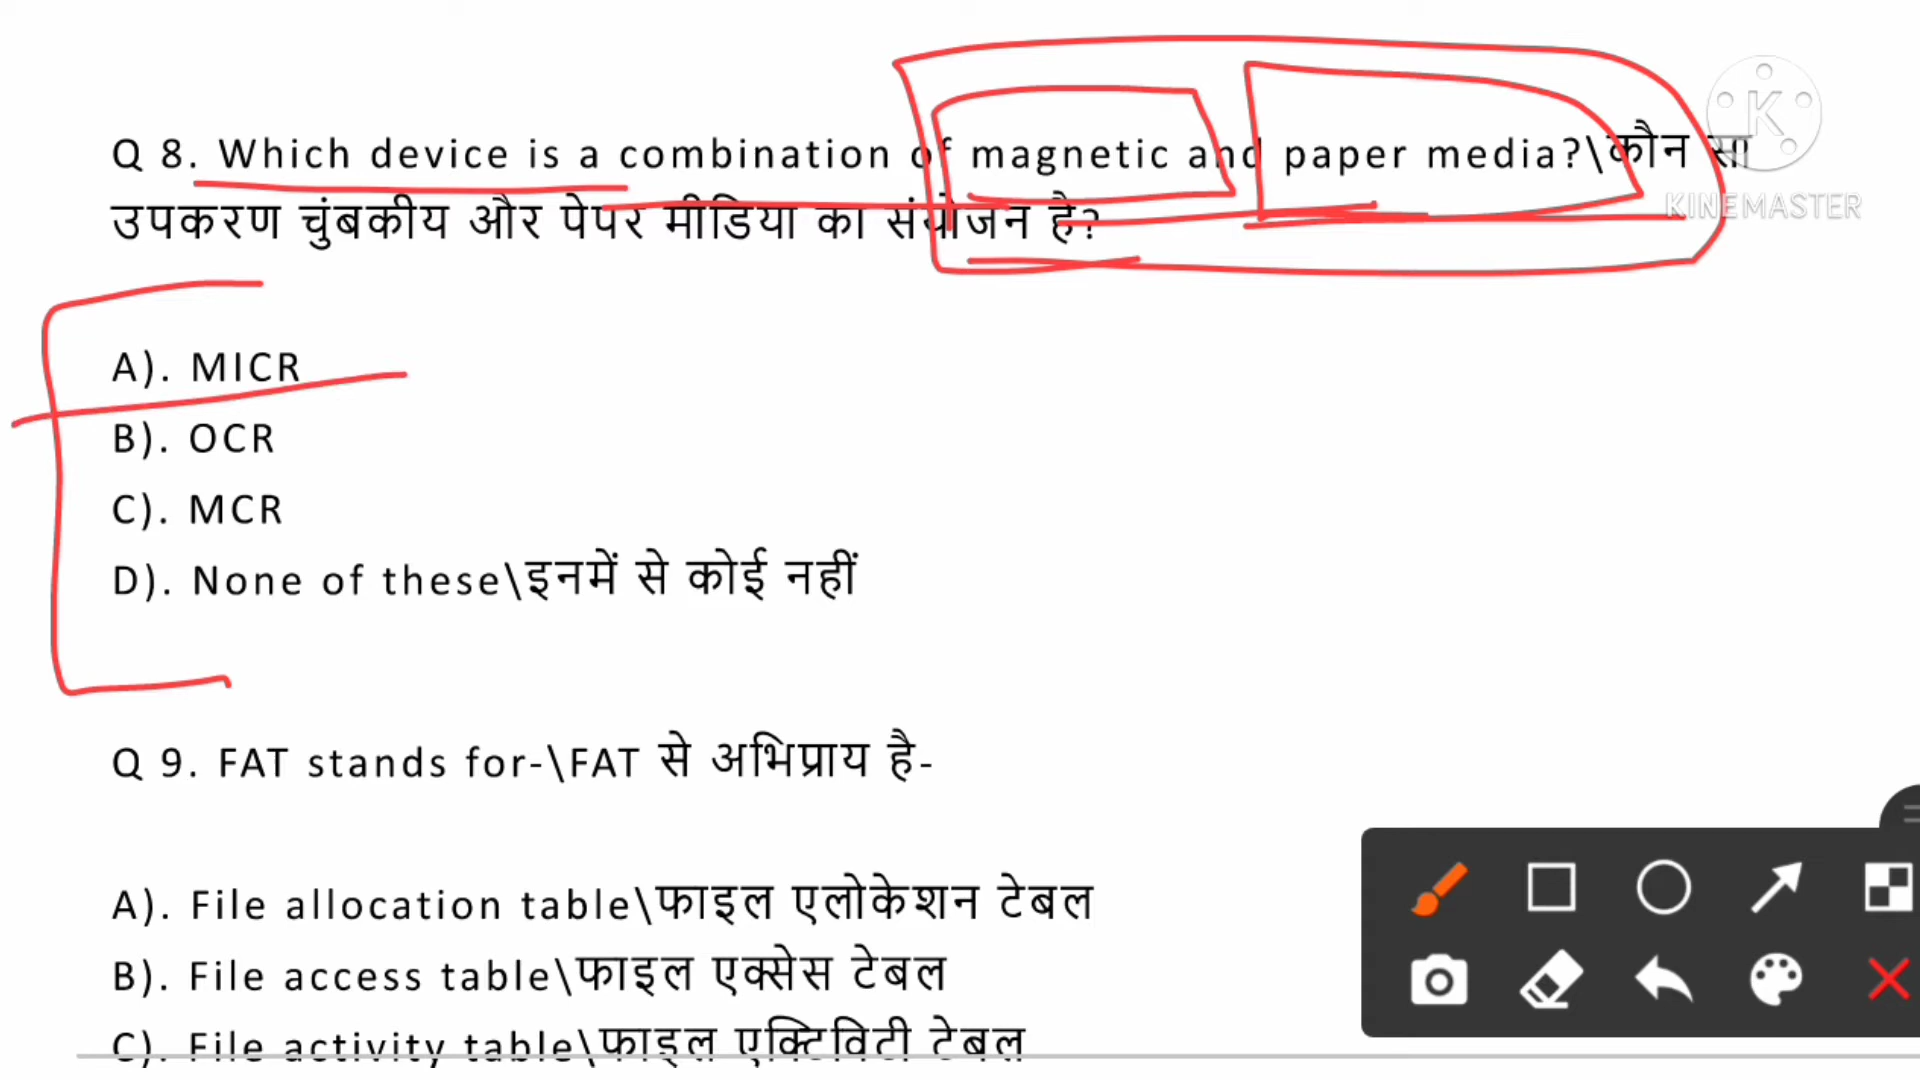 Q 8. Which device is a combination of magnetic and paper media?\कौन सा
उपकरण चुंबकीय और पेपर मीडिया का संयोजन है?
A). MICR
B). OCR
C). MCR
D). None of these\इनमें से कोई नहीं
Q 9. FAT stands for-\FAT से अभिप्राय है-
A). File allocation table\फाइल एलोकेशन टेबल
B). File access table\फाइल एक्सेस टेबल
C). File activity table\फाइल एक्टिविटी टेबल
K
KINEMASTER